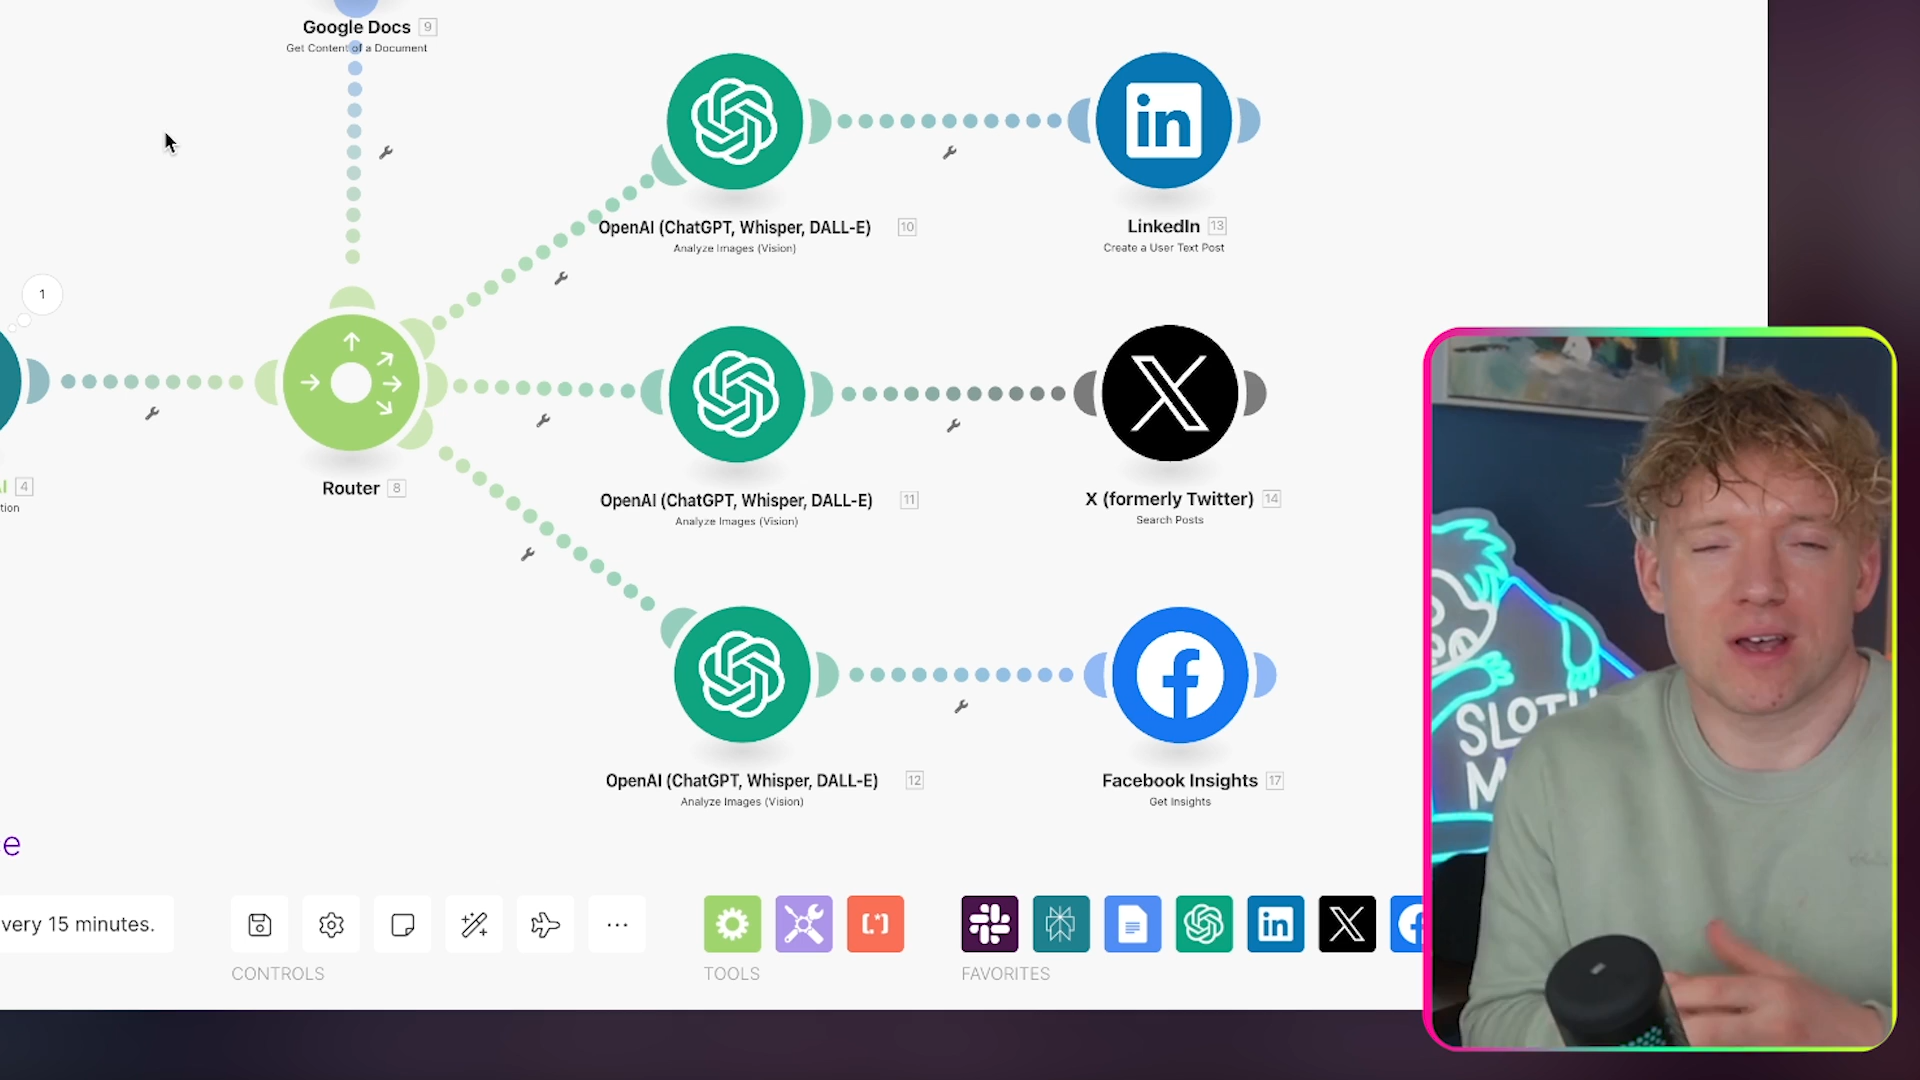 Google Docs 9
Get Content of a Document
OpenAI (ChatGPT, Whisper, DALL-E) 10
Analyze Images (Vision)
in
LinkedIn 13
Create a User Text Post
1
4
tion
Router 8
OpenAI (ChatGPT, Whisper, DALL-E) 11
Analyze Images (Vision)
X (formerly Twitter) 14
Search Posts
OpenAI (ChatGPT, Whisper, DALL-E) 12
Analyze Images (Vision)
Facebook Insights 17
Get Insights
SLOTH
M
e
very 15 minutes.
CONTROLS
TOOLS
FAVORITES